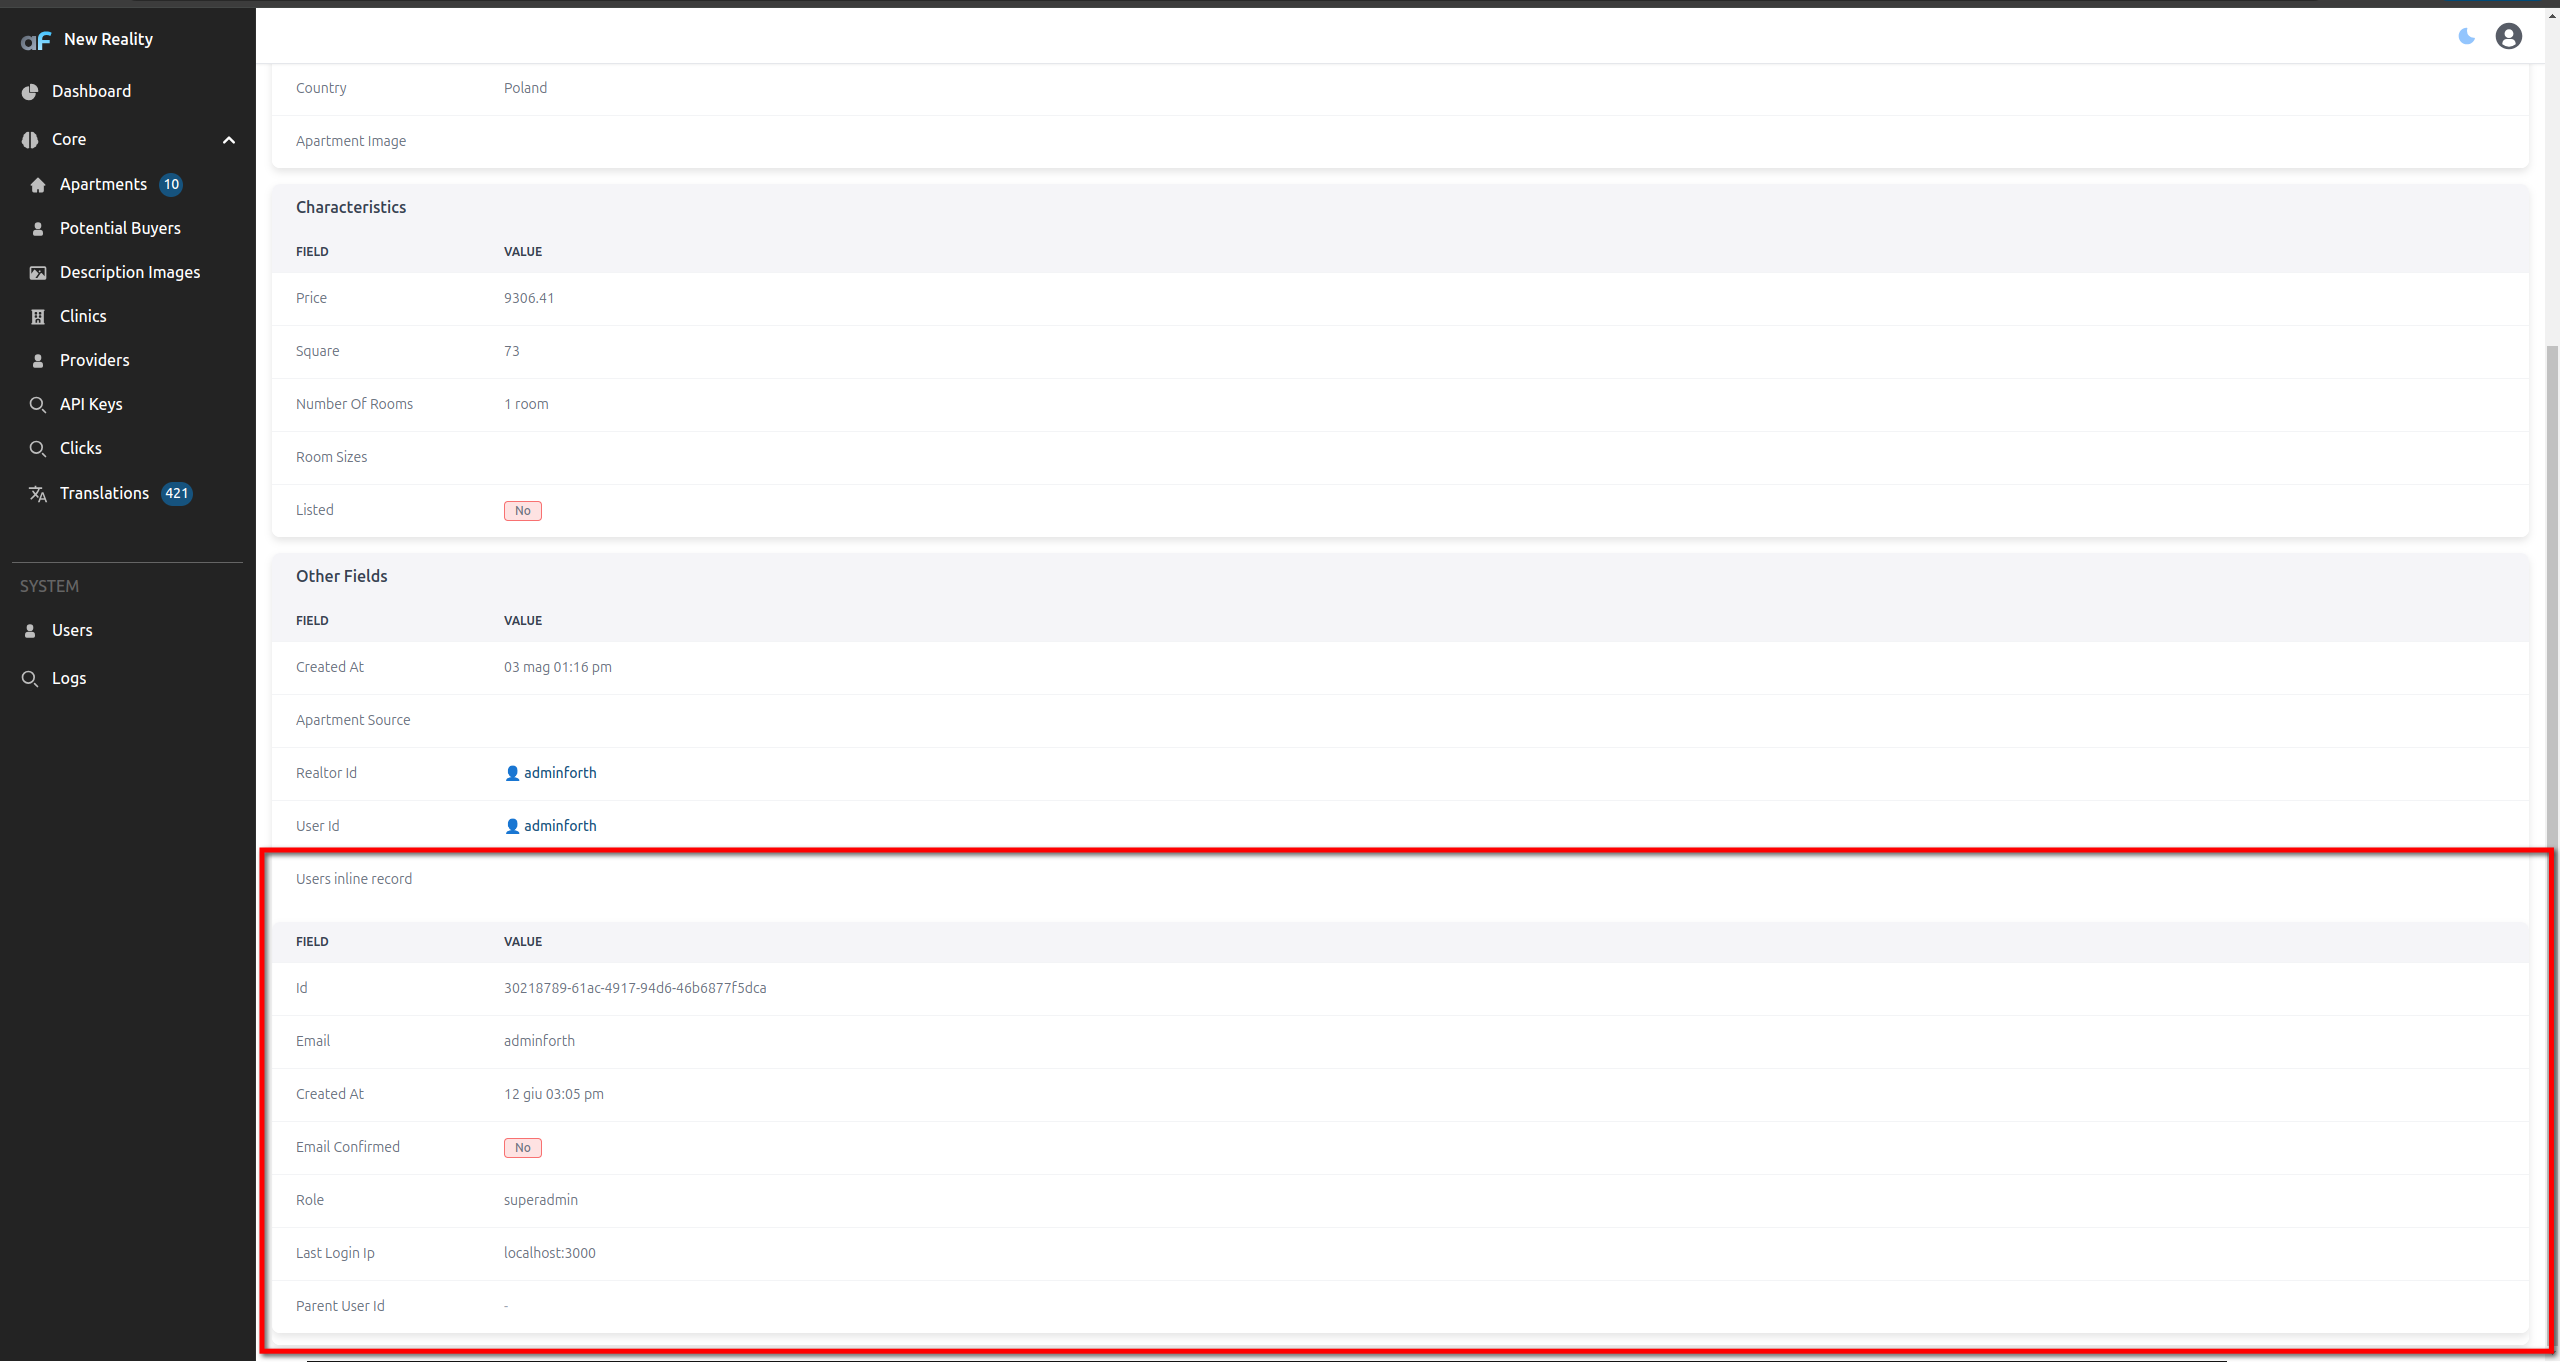 aF New Reality
Dashboard
Core
Apartments 10
Potential Buyers
Description Images
Clinics
Providers
API Keys
Clicks
Translations 421
SYSTEM
Users
Logs
Country Poland
Apartment Image
Characteristics
FIELD VALUE
Price 9306.41
Square 73
Number Of Rooms 1 room
Room Sizes
Listed No
Other Fields
FIELD VALUE
Created At 03 mag 01:16 pm
Apartment Source
Realtor Id 👤 adminforth
User Id 👤 adminforth
Users inline record
FIELD VALUE
Id 30218789-61ac-4917-94d6-46b6877f5dca
Email adminforth
Created At 12 giu 03:05 pm
Email Confirmed No
Role superadmin
Last Login Ip localhost:3000
Parent User Id -